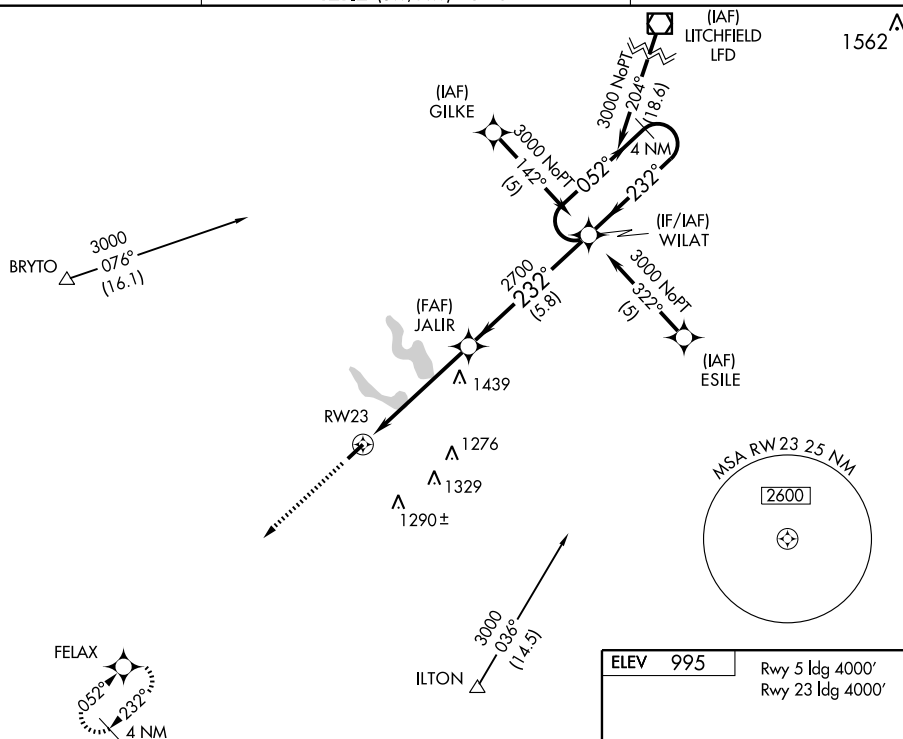 (IAF)
LITCHFIELD
LFD
1562
3000 NoPT
204°
(18.6)
(IAF)
GILKE
3000 NoPT
142°
(5)
4 NM
052°
232°
(IF/IAF)
WILAT
BRYTO
3000
076°
(16.1)
2700
232°
(5.8)
3000 NoPT
322°
(5)
(FAF)
JALIR
(IAF)
ESILE
1439
RW23
1276
1329
1290 ±
MSA RW 23 25 NM
2600
3000
036°
(14.5)
ILTON
FELAX
052°
232°
4 NM
ELEV 995
Rwy 5 ldg 4000'
Rwy 23 ldg 4000'